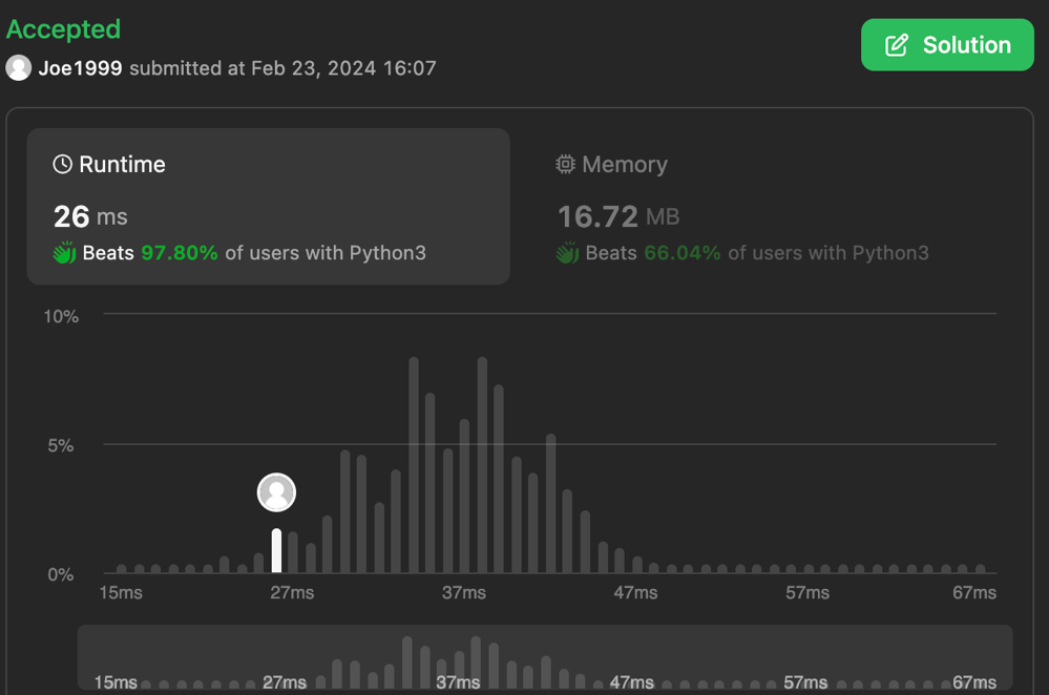 Accepted
Solution
Joe1999 submitted at Feb 23, 2024 16:07
Runtime
26 ms
Beats 97.80% of users with Python3
Memory
16.72 MB
Beats 66.04% of users with Python3
10%
5%
0%
15ms 27ms 37ms 47ms 57ms 67ms
15ms 27ms 37ms 47ms 57ms 67ms